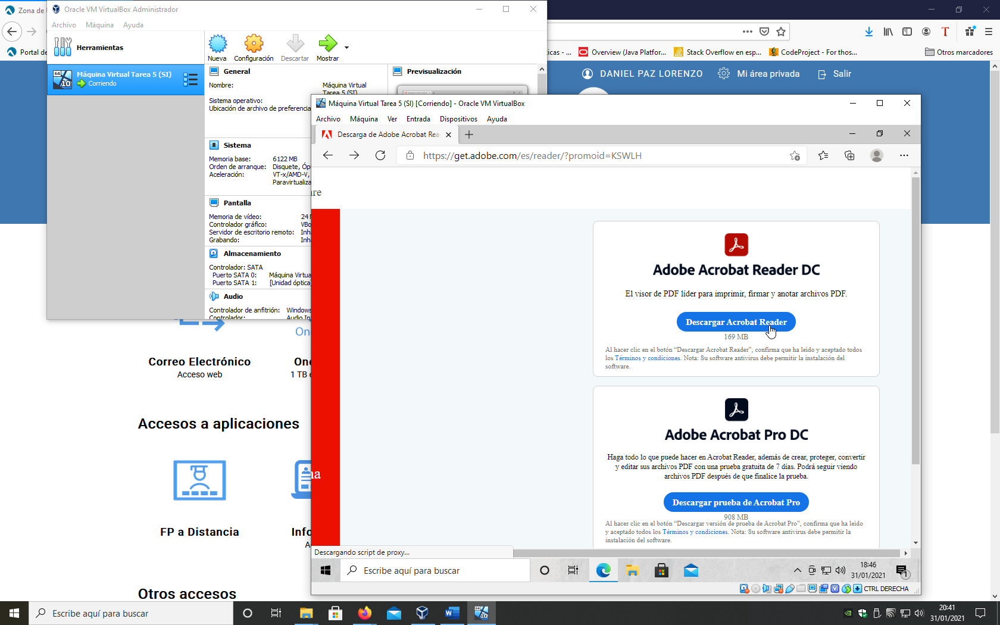 Zona de
Oracle VM VirtualBox Administrador
Archivo Máquina Ayuda
Herramientas
Portal de
Nueva Configuración Descartar Mostrar
icas - ... Overview (Java Platfor... Stack Overflow en esp... CodeProject - For thos... Otros marcadores
Máquina Virtual Tarea 5 (SI)
Corriendo
64
10
General
Nombre: Máquina Virtual
Tarea 5 (SI)
Sistema operativo:
Ubicación de archivo de preferencia
Previsualización
DANIEL PAZ LORENZO Mi área privada Salir
Sistema
Memoria base: 6122 MB
Orden de arranque: Disquete, Óp
Aceleración: VT-x/AMD-V,
Paravirtualiza
Pantalla
Memoria de vídeo: 24
Controlador gráfico: VBo
Servidor de escritorio remoto: Inh
Grabando: Inh
Almacenamiento
Controlador: SATA
Puerto SATA 0: Máquina Virtu
Puerto SATA 1: [Unidad óptica]
Audio
Controlador de anfitrión: Windows
Controlador: Audio In
Máquina Virtual Tarea 5 (SI) [Corriendo] - Oracle VM VirtualBox
Archivo Máquina Ver Entrada Dispositivos Ayuda
Descarga de Adobe Acrobat Rea
https://get.adobe.com/es/reader/?promoid=KSWLH
are
Adobe Acrobat Reader DC
El visor de PDF líder para imprimir, firmar y anotar archivos PDF.
Descargar Acrobat Reader
169 MB
Al hacer clic en el botón “Descargar Acrobat Reader”, confirma que ha leído y aceptado todos
los Términos y condiciones. Nota: Su software antivirus debe permitir la instalación del
software.
Adobe Acrobat Pro DC
Haga todo lo que puede hacer en Acrobat Reader, además de crear, proteger, convertir
y editar sus archivos PDF con una prueba gratuita de 7 días. Podrá seguir viendo
archivos PDF después de que finalice la prueba.
Descargar prueba de Acrobat Pro
908 MB
Al hacer clic en el botón “Descargar versión de prueba de Acrobat Pro”, confirma que ha leído
y aceptado todos los Términos y condiciones. Nota: Su software antivirus debe permitir la
instalación del software.
na
Descargando script de proxy...
Escribe aquí para buscar
18:46
31/01/2021
1
CTRL DERECHA
On
Correo Electrónico
Acceso web
One
1 TB e
Accesos a aplicaciones
FP a Distancia
Info
A
Otros accesos
Escribe aquí para buscar
20:41
31/01/2021